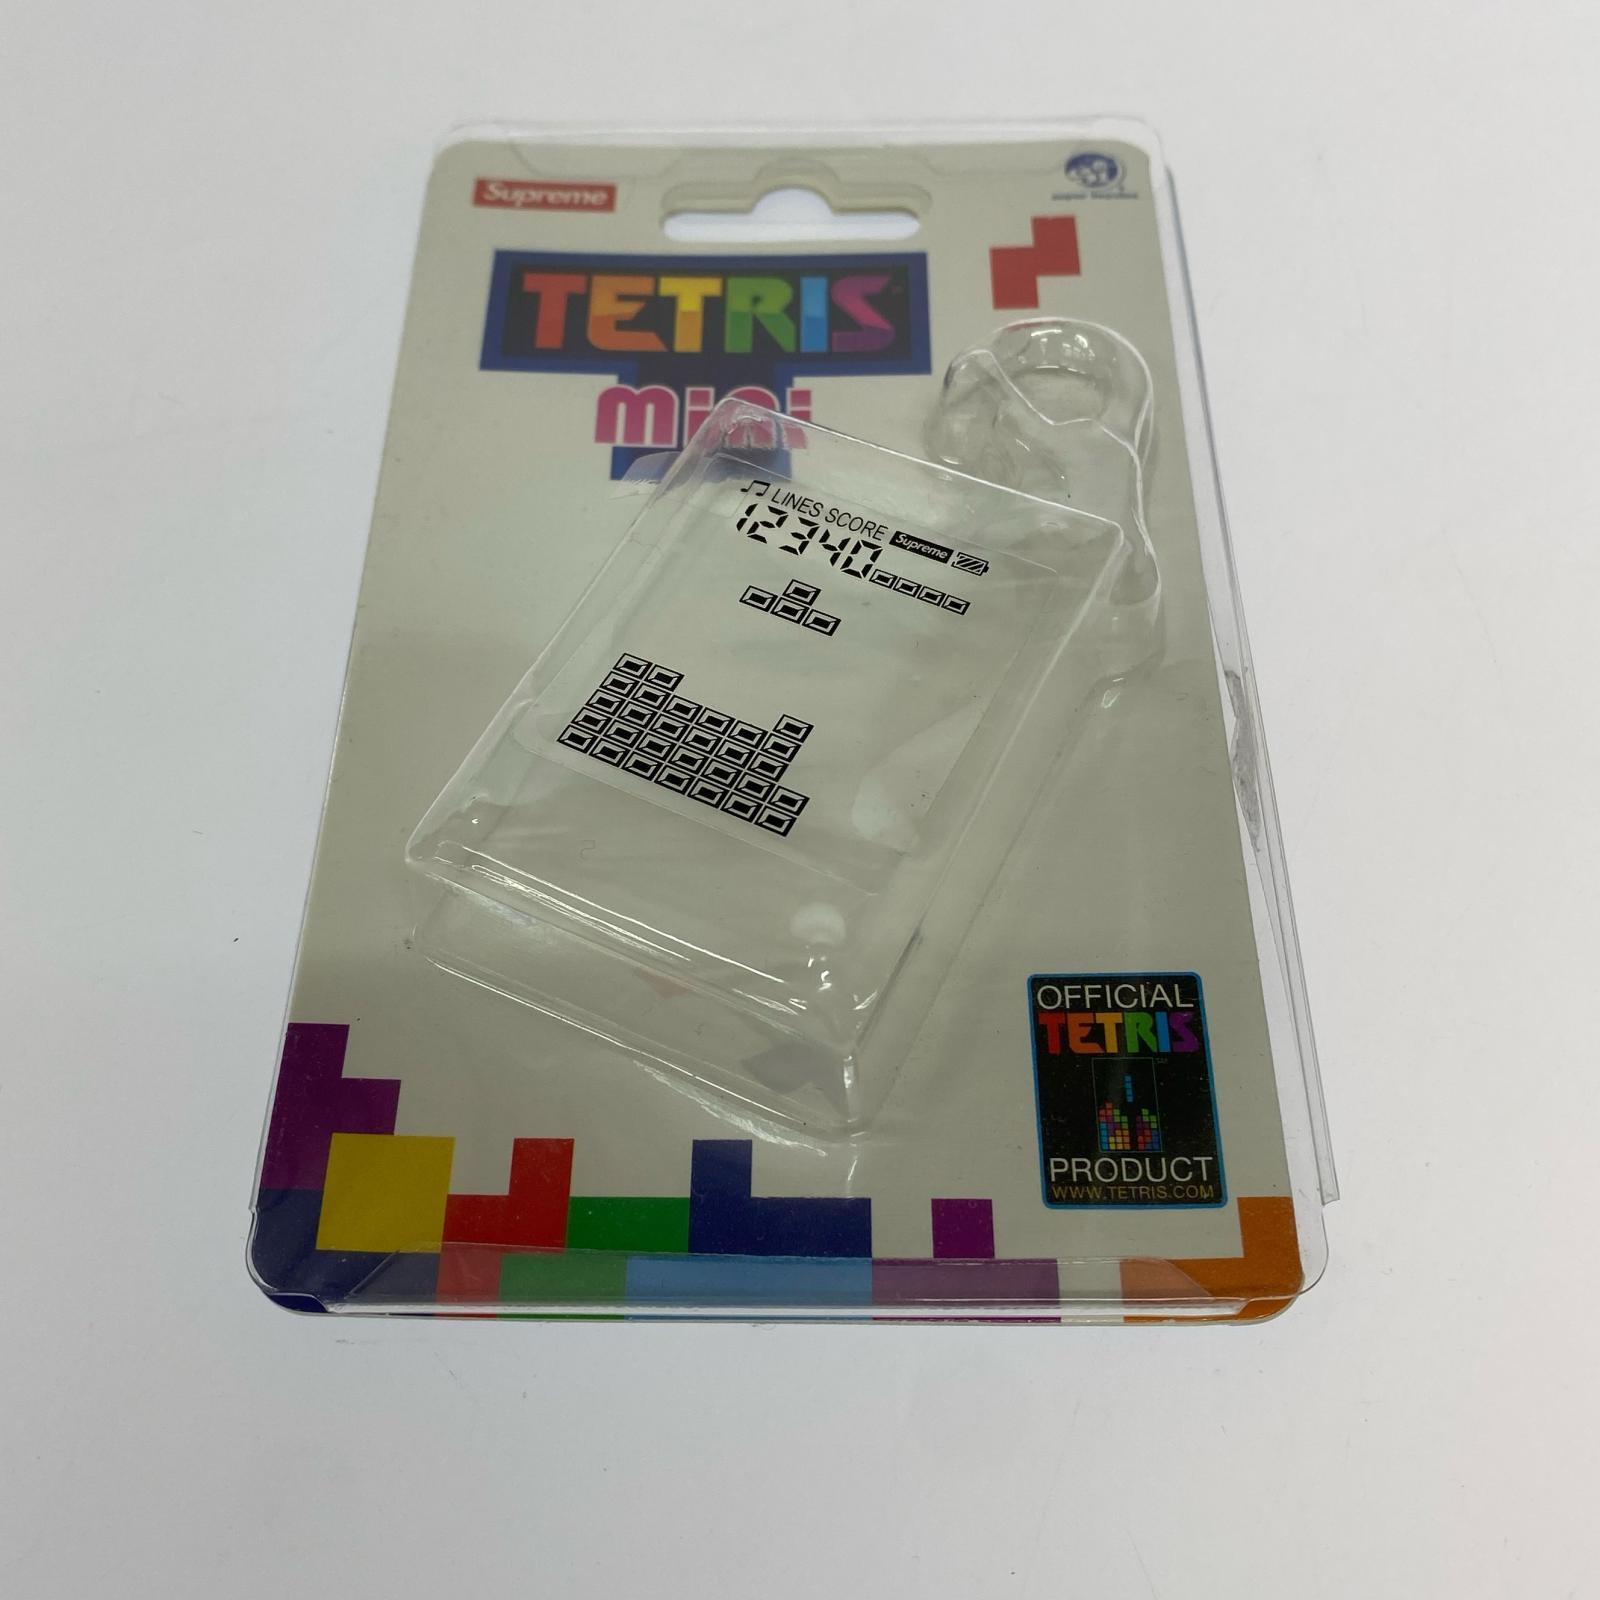 Supreme
TETRIS
mini
♫ LINES SCORE Supreme
12340
OFFICIAL
TETRIS
PRODUCT
WWW.TETRIS.COM